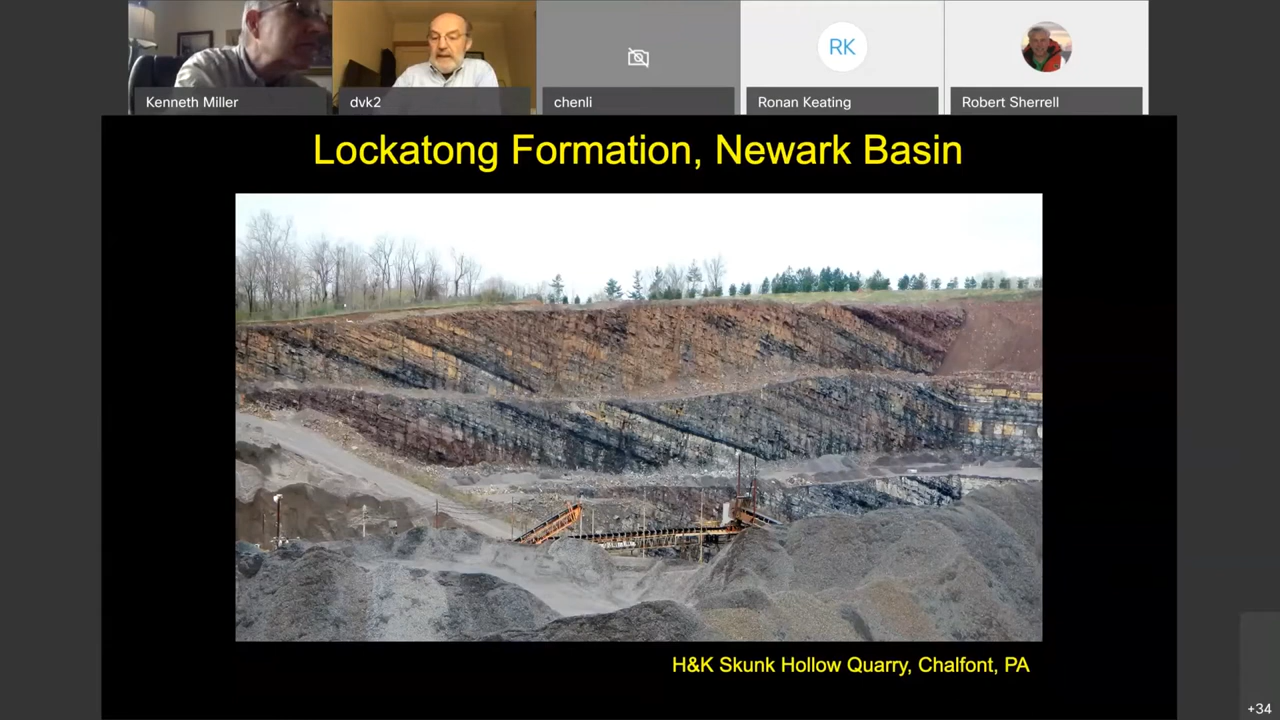 Kenneth Miller
dvk2
chenli
RK
Ronan Keating
Robert Sherrell
Lockatong Formation, Newark Basin
H&K Skunk Hollow Quarry, Chalfont, PA
+34